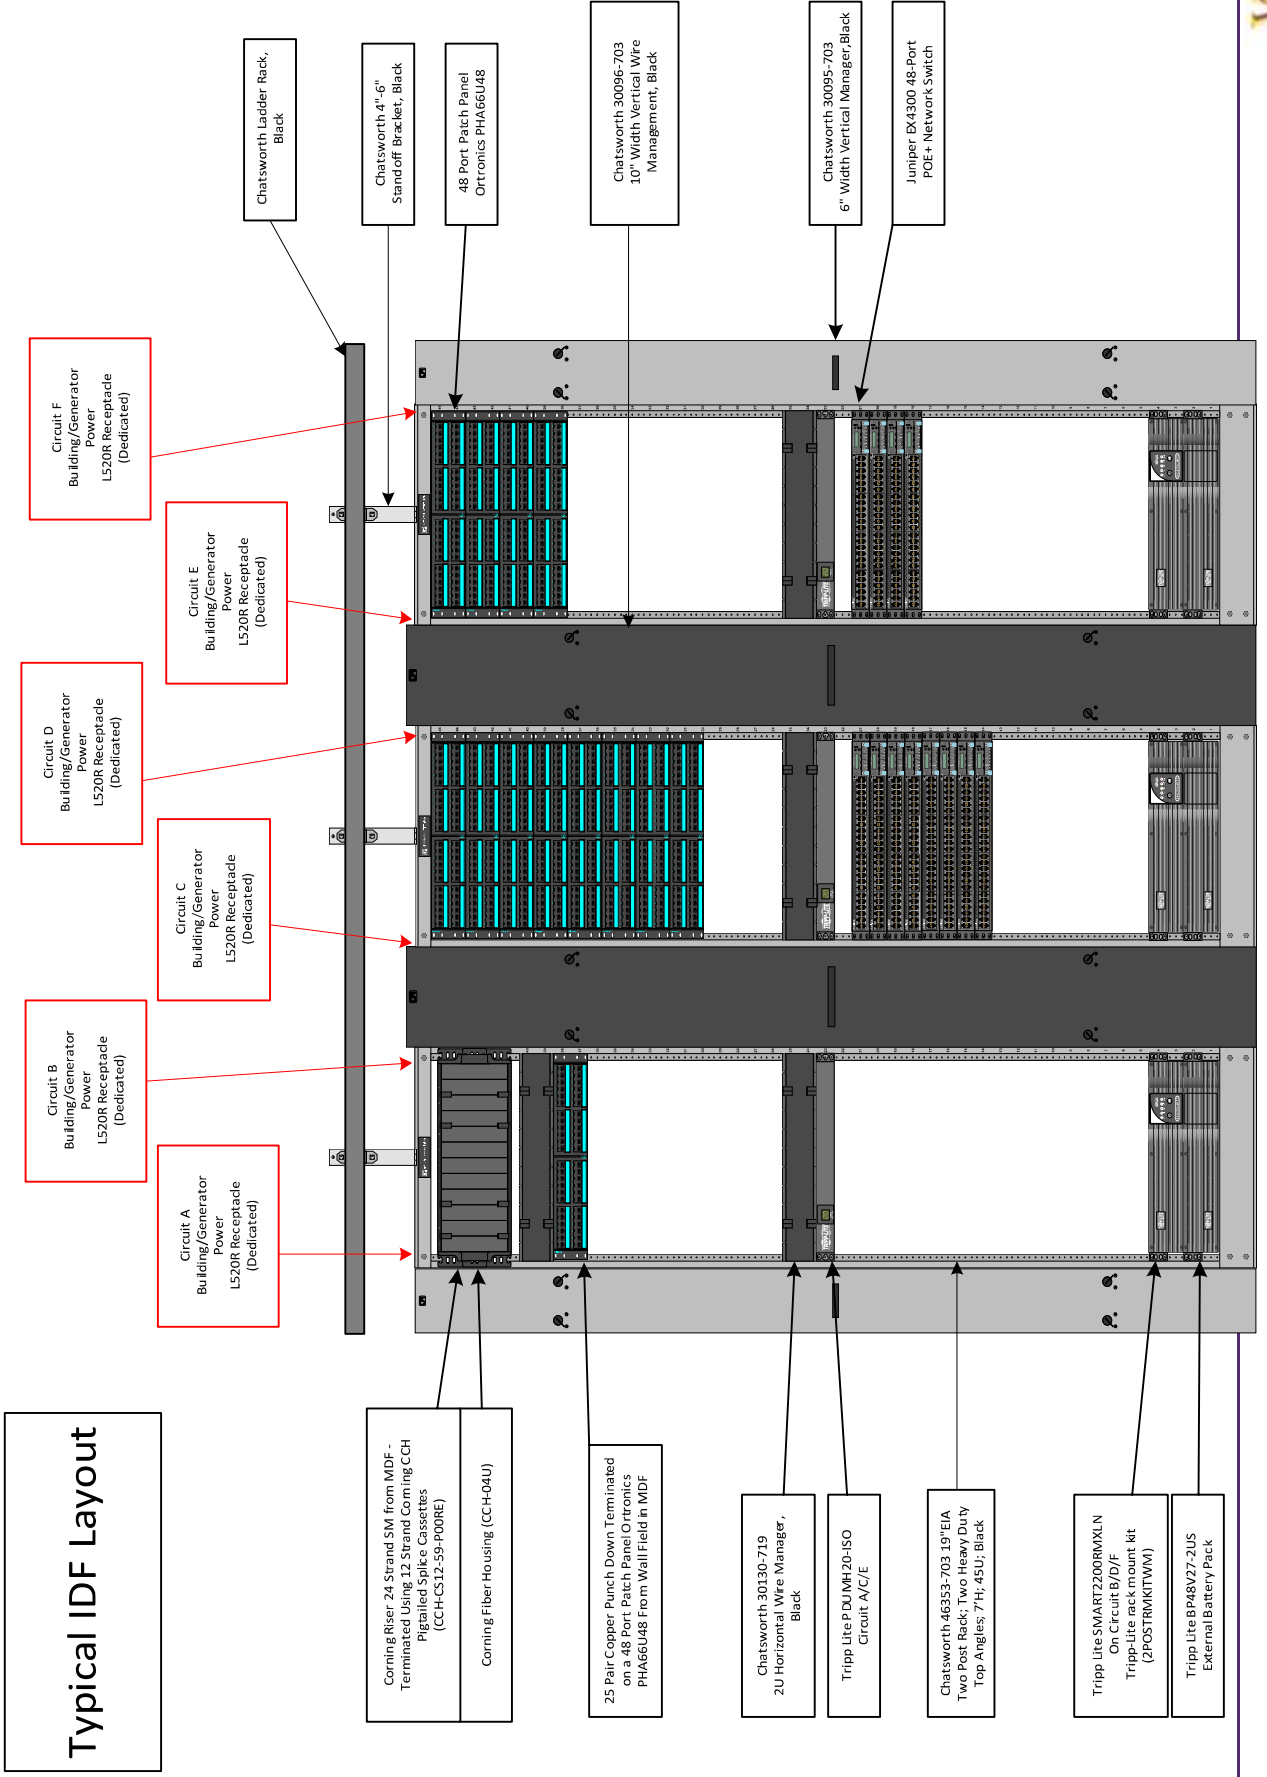 Typical IDF Layout
Circuit A
Building/Generator
Power
L520R Receptacle
(Dedicated)
Circuit B
Building/Generator
Power
L520R Receptacle
(Dedicated)
Circuit C
Building/Generator
Power
L520R Receptacle
(Dedicated)
Circuit D
Building/Generator
Power
L520R Receptacle
(Dedicated)
Circuit E
Building/Generator
Power
L520R Receptacle
(Dedicated)
Circuit F
Building/Generator
Power
L520R Receptacle
(Dedicated)
Chatsworth Ladder Rack,
Black
Chatsworth 4"-6"
Standoff Bracket, Black
48 Port Patch Panel
Ortronics PHA66U48
Chatsworth 30096-703
10" Width Vertical Wire
Management, Black
Chatsworth 30095-703
6" Width Vertical Manager,Black
Juniper EX4300 48-Port
POE+ Network Switch
Corning Riser 24 Strand SM from MDF -
Terminated Using 12 Strand Corning CCH
Pigtailed Splice Cassettes
(CCH-CS12-59-P00RE)
Corning Fiber Housing (CCH-04U)
25 Pair Copper Punch Down Terminated
on a 48 Port Patch Panel Ortronics
PHA66U48 From Wall Field in MDF
Chatsworth 30130-719
2U Horizontal Wire Manager,
Black
Tripp Lite PDUMH20-ISO
Circuit A/C/E
Chatsworth 46353-703 19"EIA
Two Post Rack; Two Heavy Duty
Top Angles; 7'H; 45U; Black
Tripp Lite SMART2200RMXLN
On Circuit B/D/F
Tripp-Lite rack mount kit
(2POSTRMKITWM)
Tripp Lite BP48V27-2US
External Battery Pack